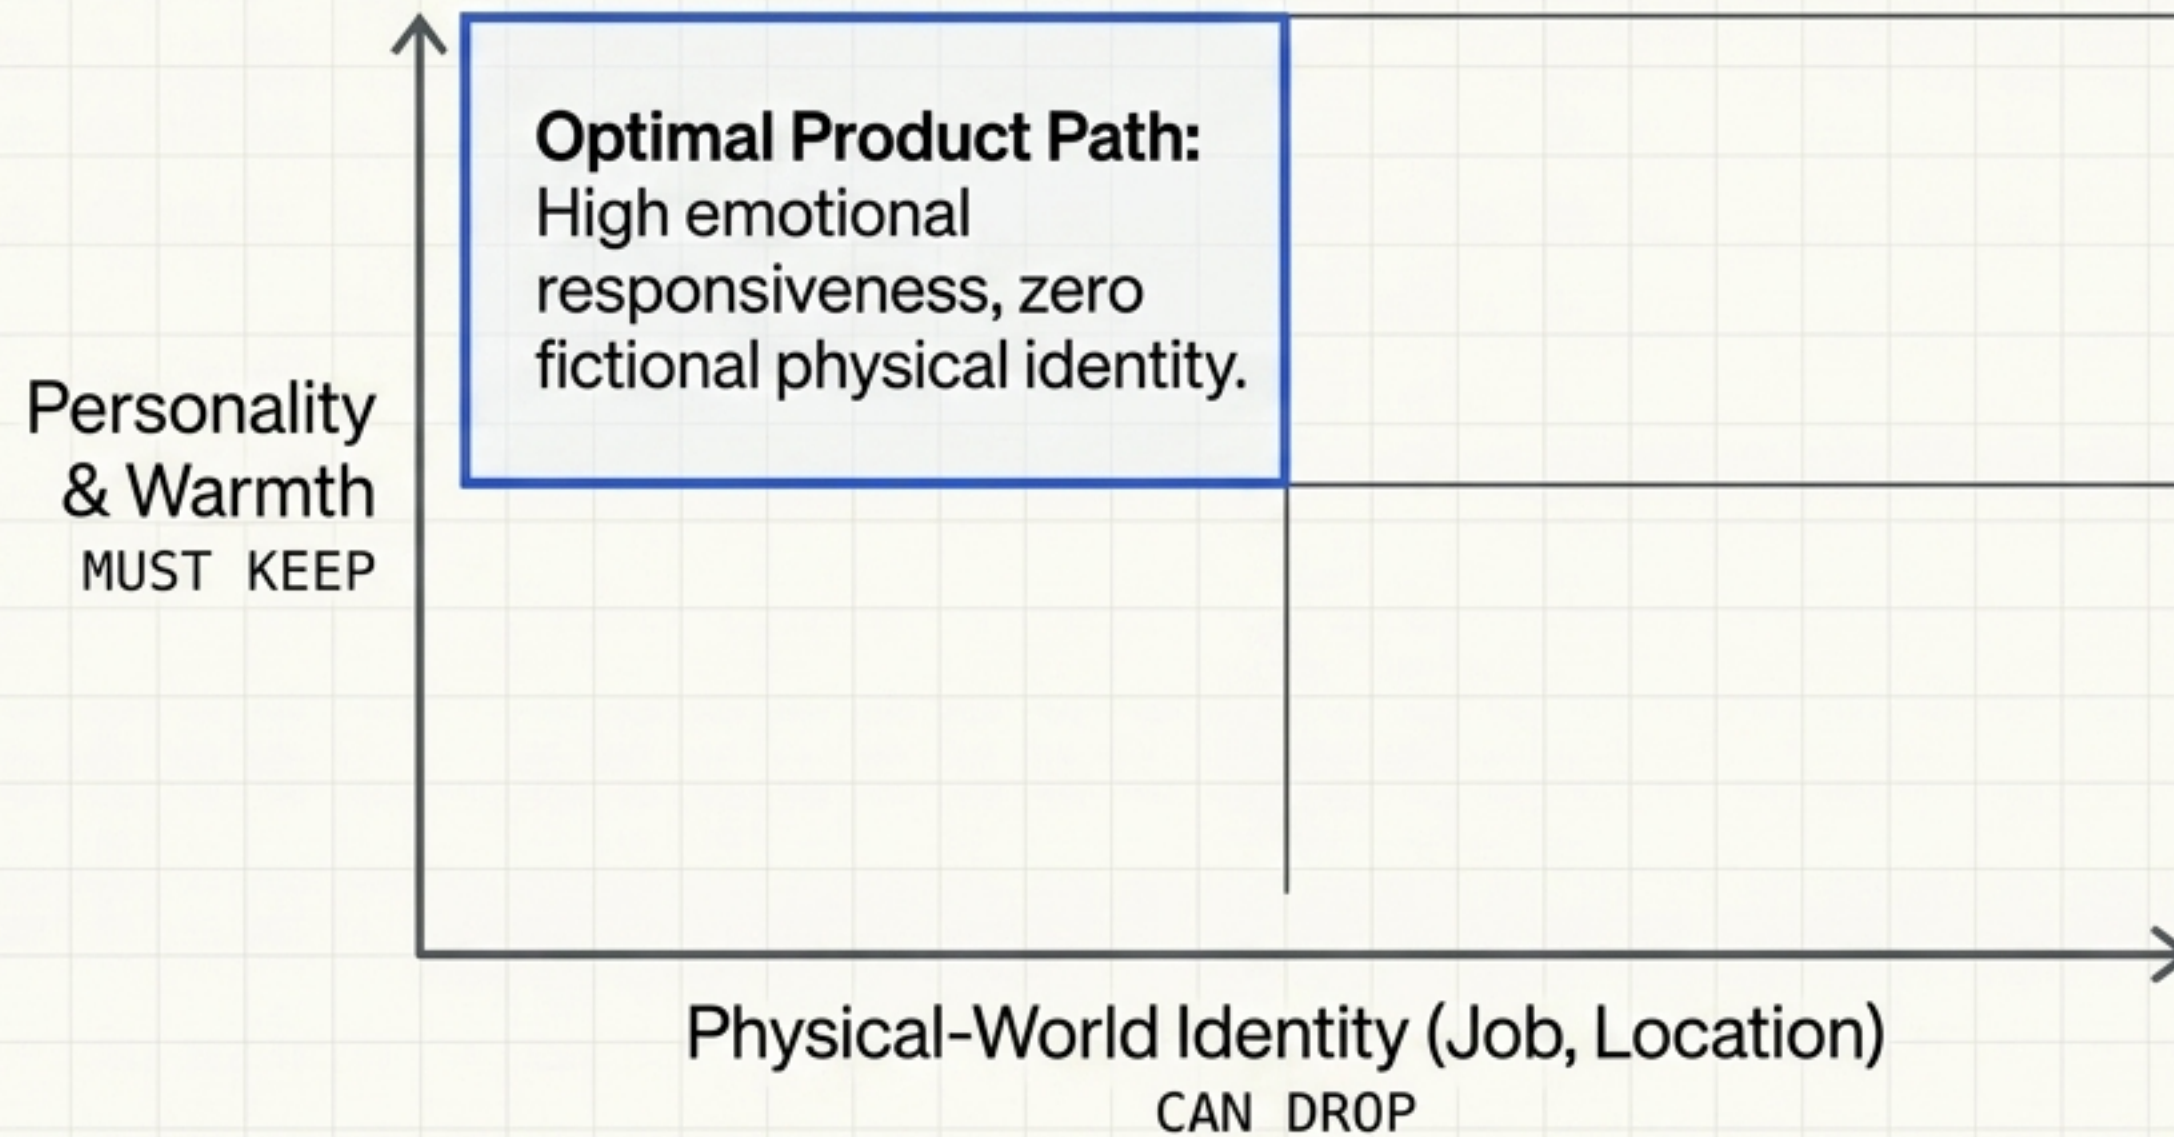 Optimal Product Path:
High emotional
responsiveness, zero
fictional physical identity.
Personality
& Warmth
MUST KEEP
Physical-World Identity (Job, Location)
CAN DROP